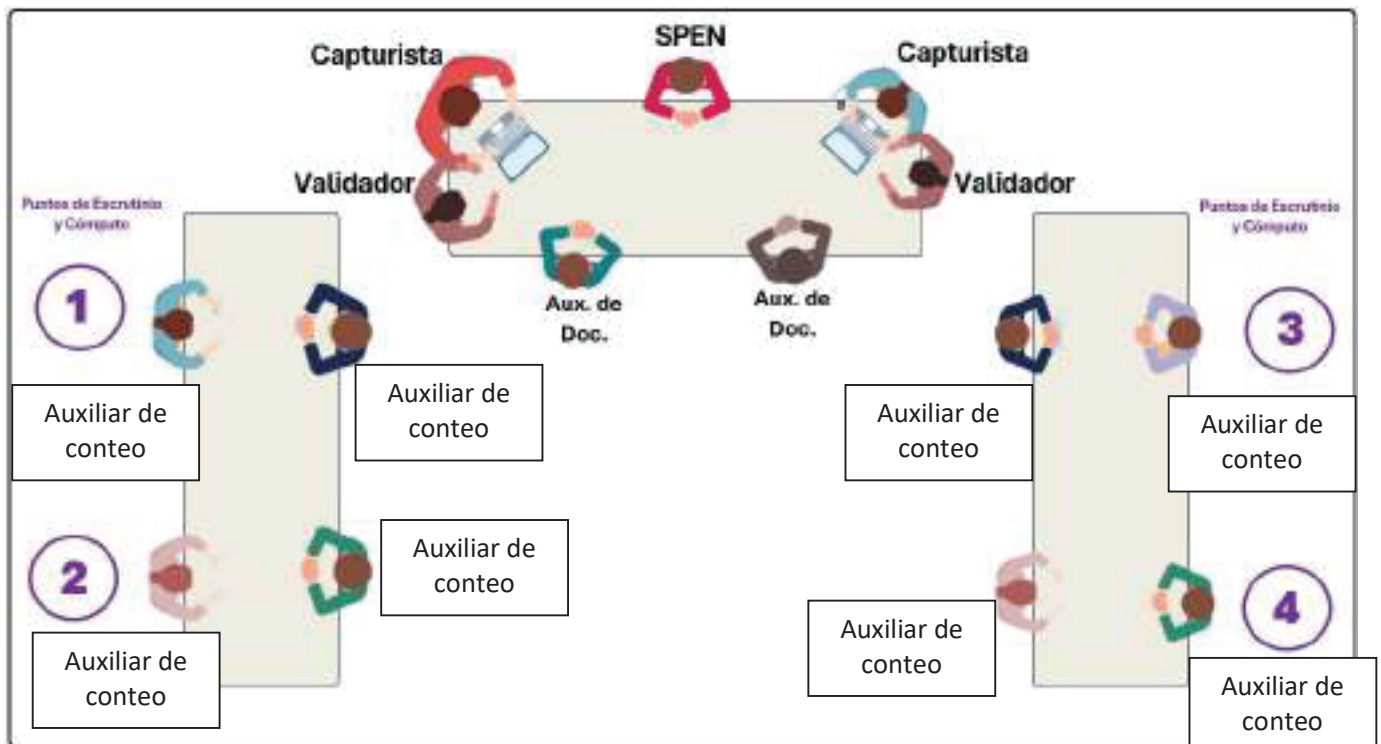 SPEN
Capturista
Capturista
Validador
Validador
Puntos de Escrutinio
y Cómputo
Puntos de Escrutinio
y Cómputo
Aux. de
Doc.
Aux. de
Doc.
1
3
Auxiliar de
conteo
Auxiliar de
conteo
Auxiliar de
conteo
Auxiliar de
conteo
2
4
Auxiliar de
conteo
Auxiliar de
conteo
Auxiliar de
conteo
Auxiliar de
conteo